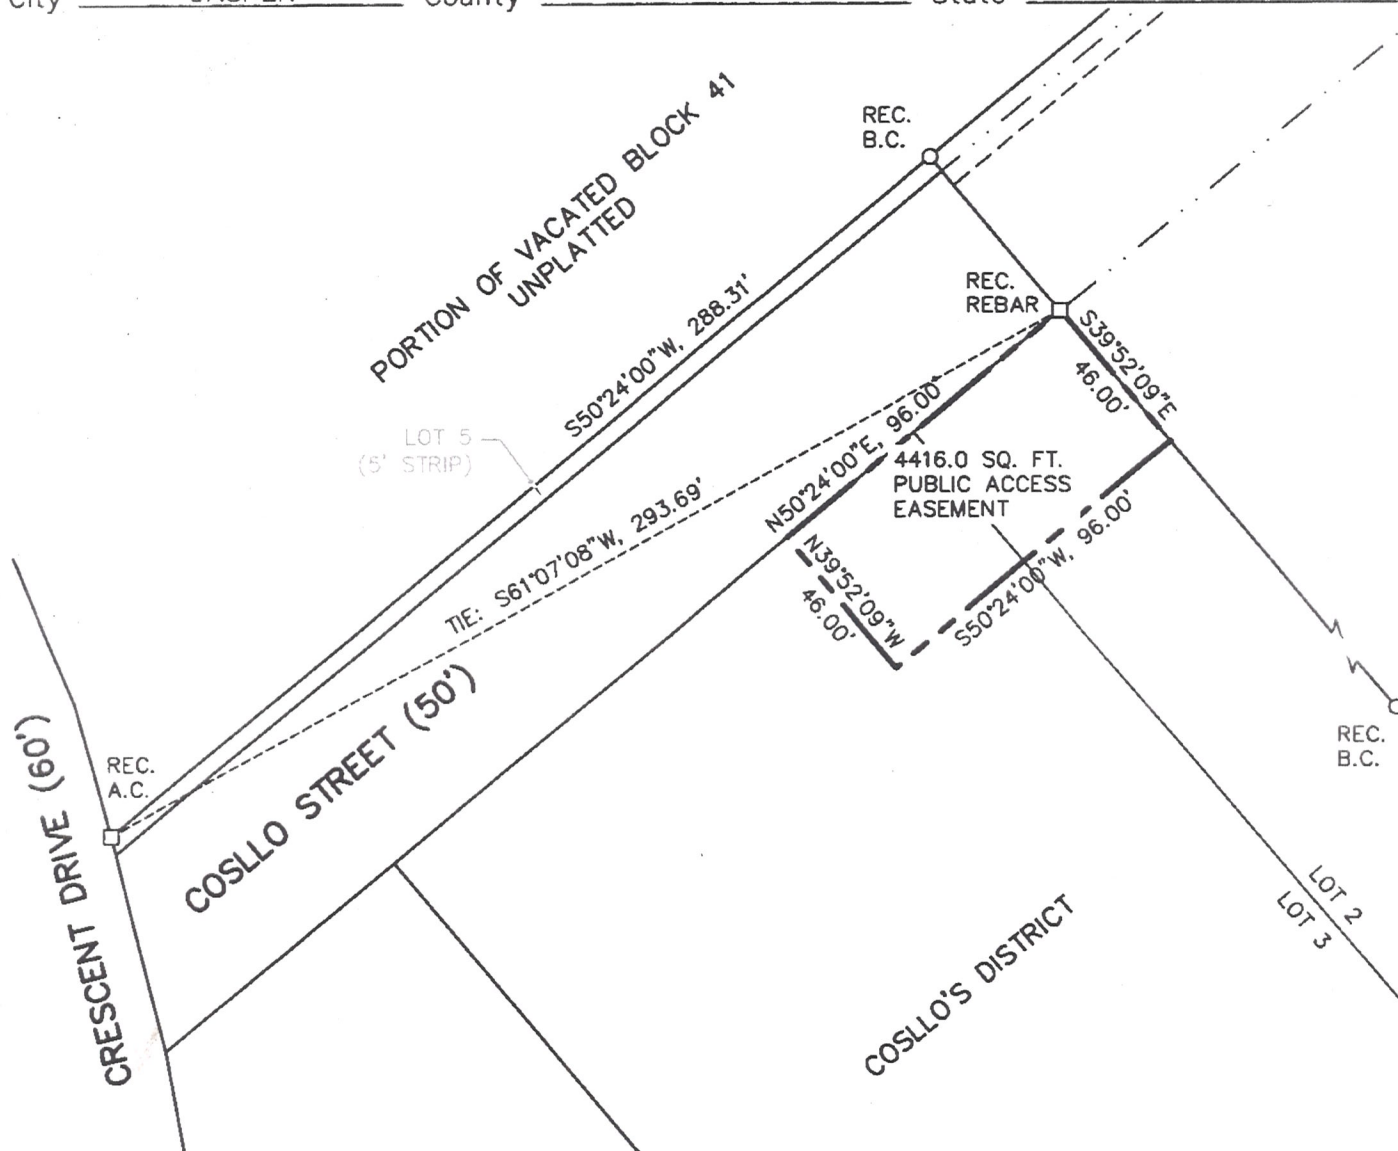 City
County
State
PORTION OF VACATED BLOCK 41
UNPLATTED
REC.
B.C.
REC.
REBAR
S50°24'00"W, 288.31'
S39°52'09"E
46.00'
LOT 5
(5' STRIP)
N50°24'00"E, 96.00'
4416.0 SQ. FT.
PUBLIC ACCESS
EASEMENT
TIE: S61°07'08"W, 293.69'
N39°52'09"W
46.00'
S50°24'00"W, 96.00'
COSLLO STREET (50')
REC.
A.C.
REC.
B.C.
CRESCENT DRIVE (60')
LOT 2
LOT 3
COSLLO'S DISTRICT